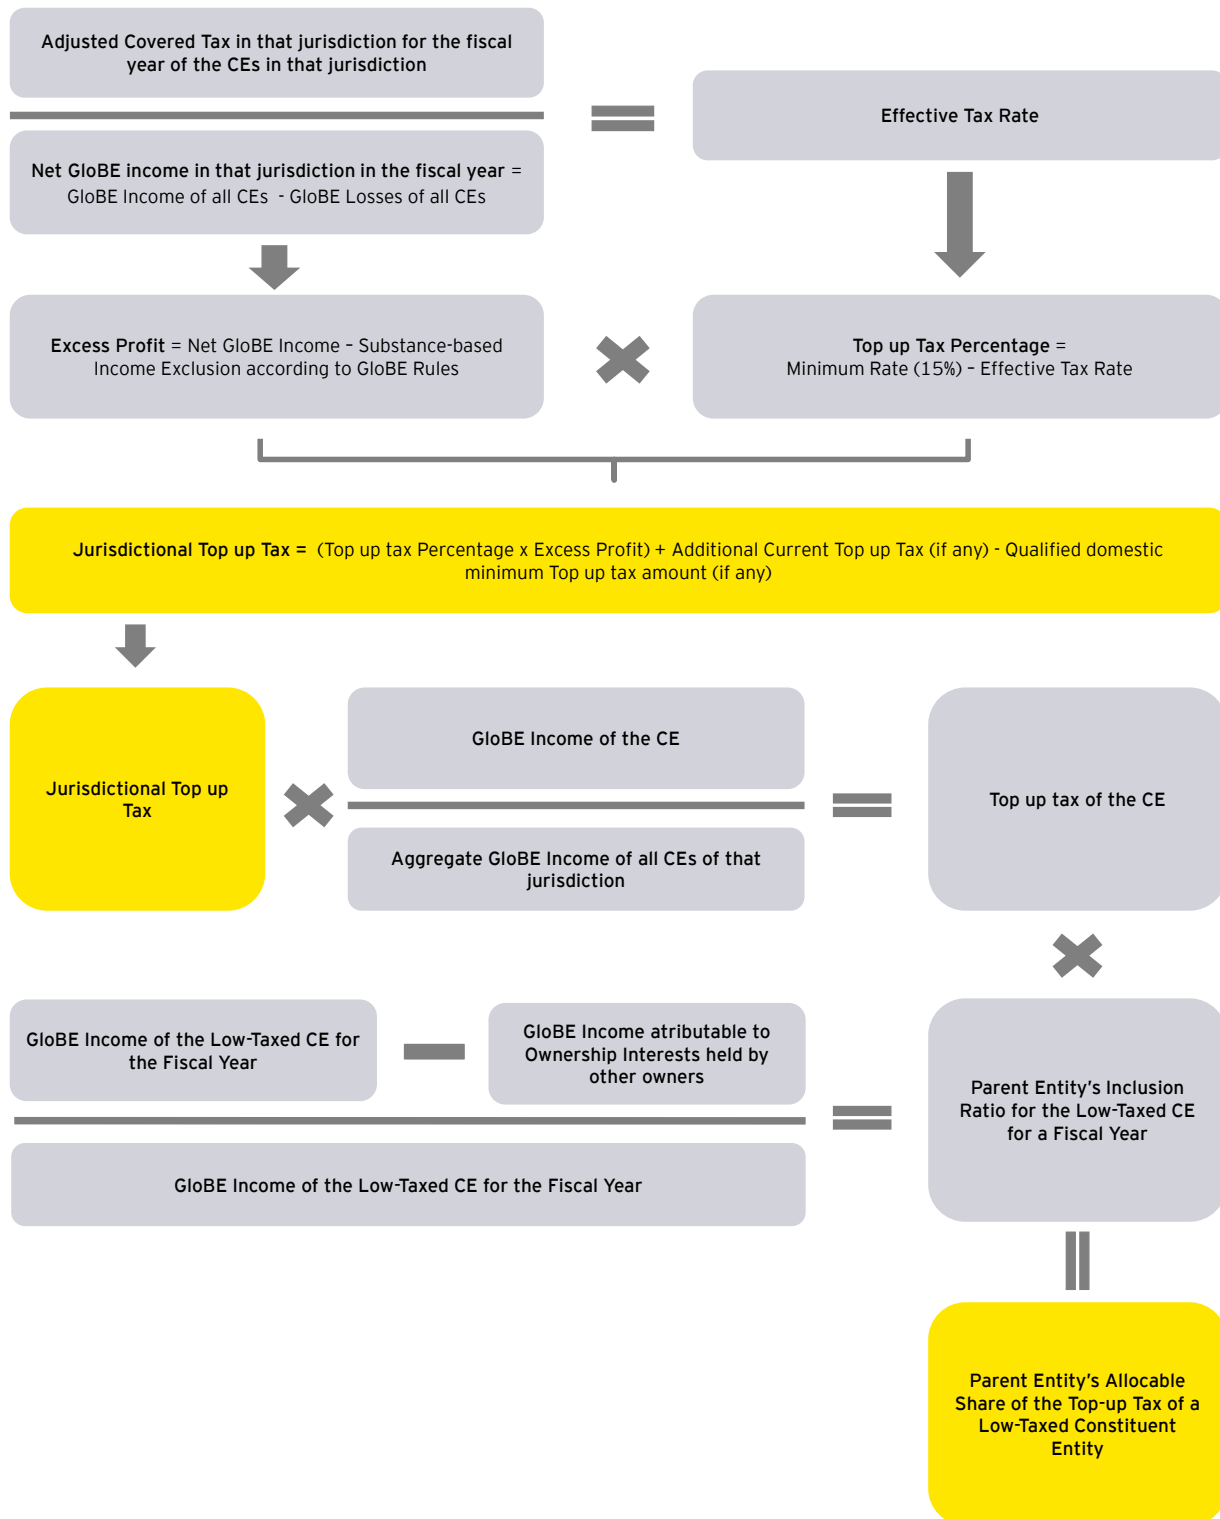 Adjusted Covered Tax in that jurisdiction for the fiscal
year of the CEs in that jurisdiction
Effective Tax Rate
Net GloBE income in that jurisdiction in the fiscal year =
GloBE Income of all CEs - GloBE Losses of all CEs
Excess Profit = Net GloBE Income – Substance-based
Income Exclusion according to GloBE Rules
Top up Tax Percentage =
Minimum Rate (15%) – Effective Tax Rate
Jurisdictional Top up Tax = (Top up tax Percentage x Excess Profit) + Additional Current Top up Tax (if any) - Qualified domestic
minimum Top up tax amount (if any)
Jurisdictional Top up
Tax
GloBE Income of the CE
Aggregate GloBE Income of all CEs of that
jurisdiction
Top up tax of the CE
GloBE Income of the Low-Taxed CE for
the Fiscal Year
GloBE Income atributable to
Ownership Interests held by
other owners
GloBE Income of the Low-Taxed CE for the Fiscal Year
Parent Entity's Inclusion
Ratio for the Low-Taxed CE
for a Fiscal Year
Parent Entity's Allocable
Share of the Top-up Tax of a
Low-Taxed Constituent
Entity